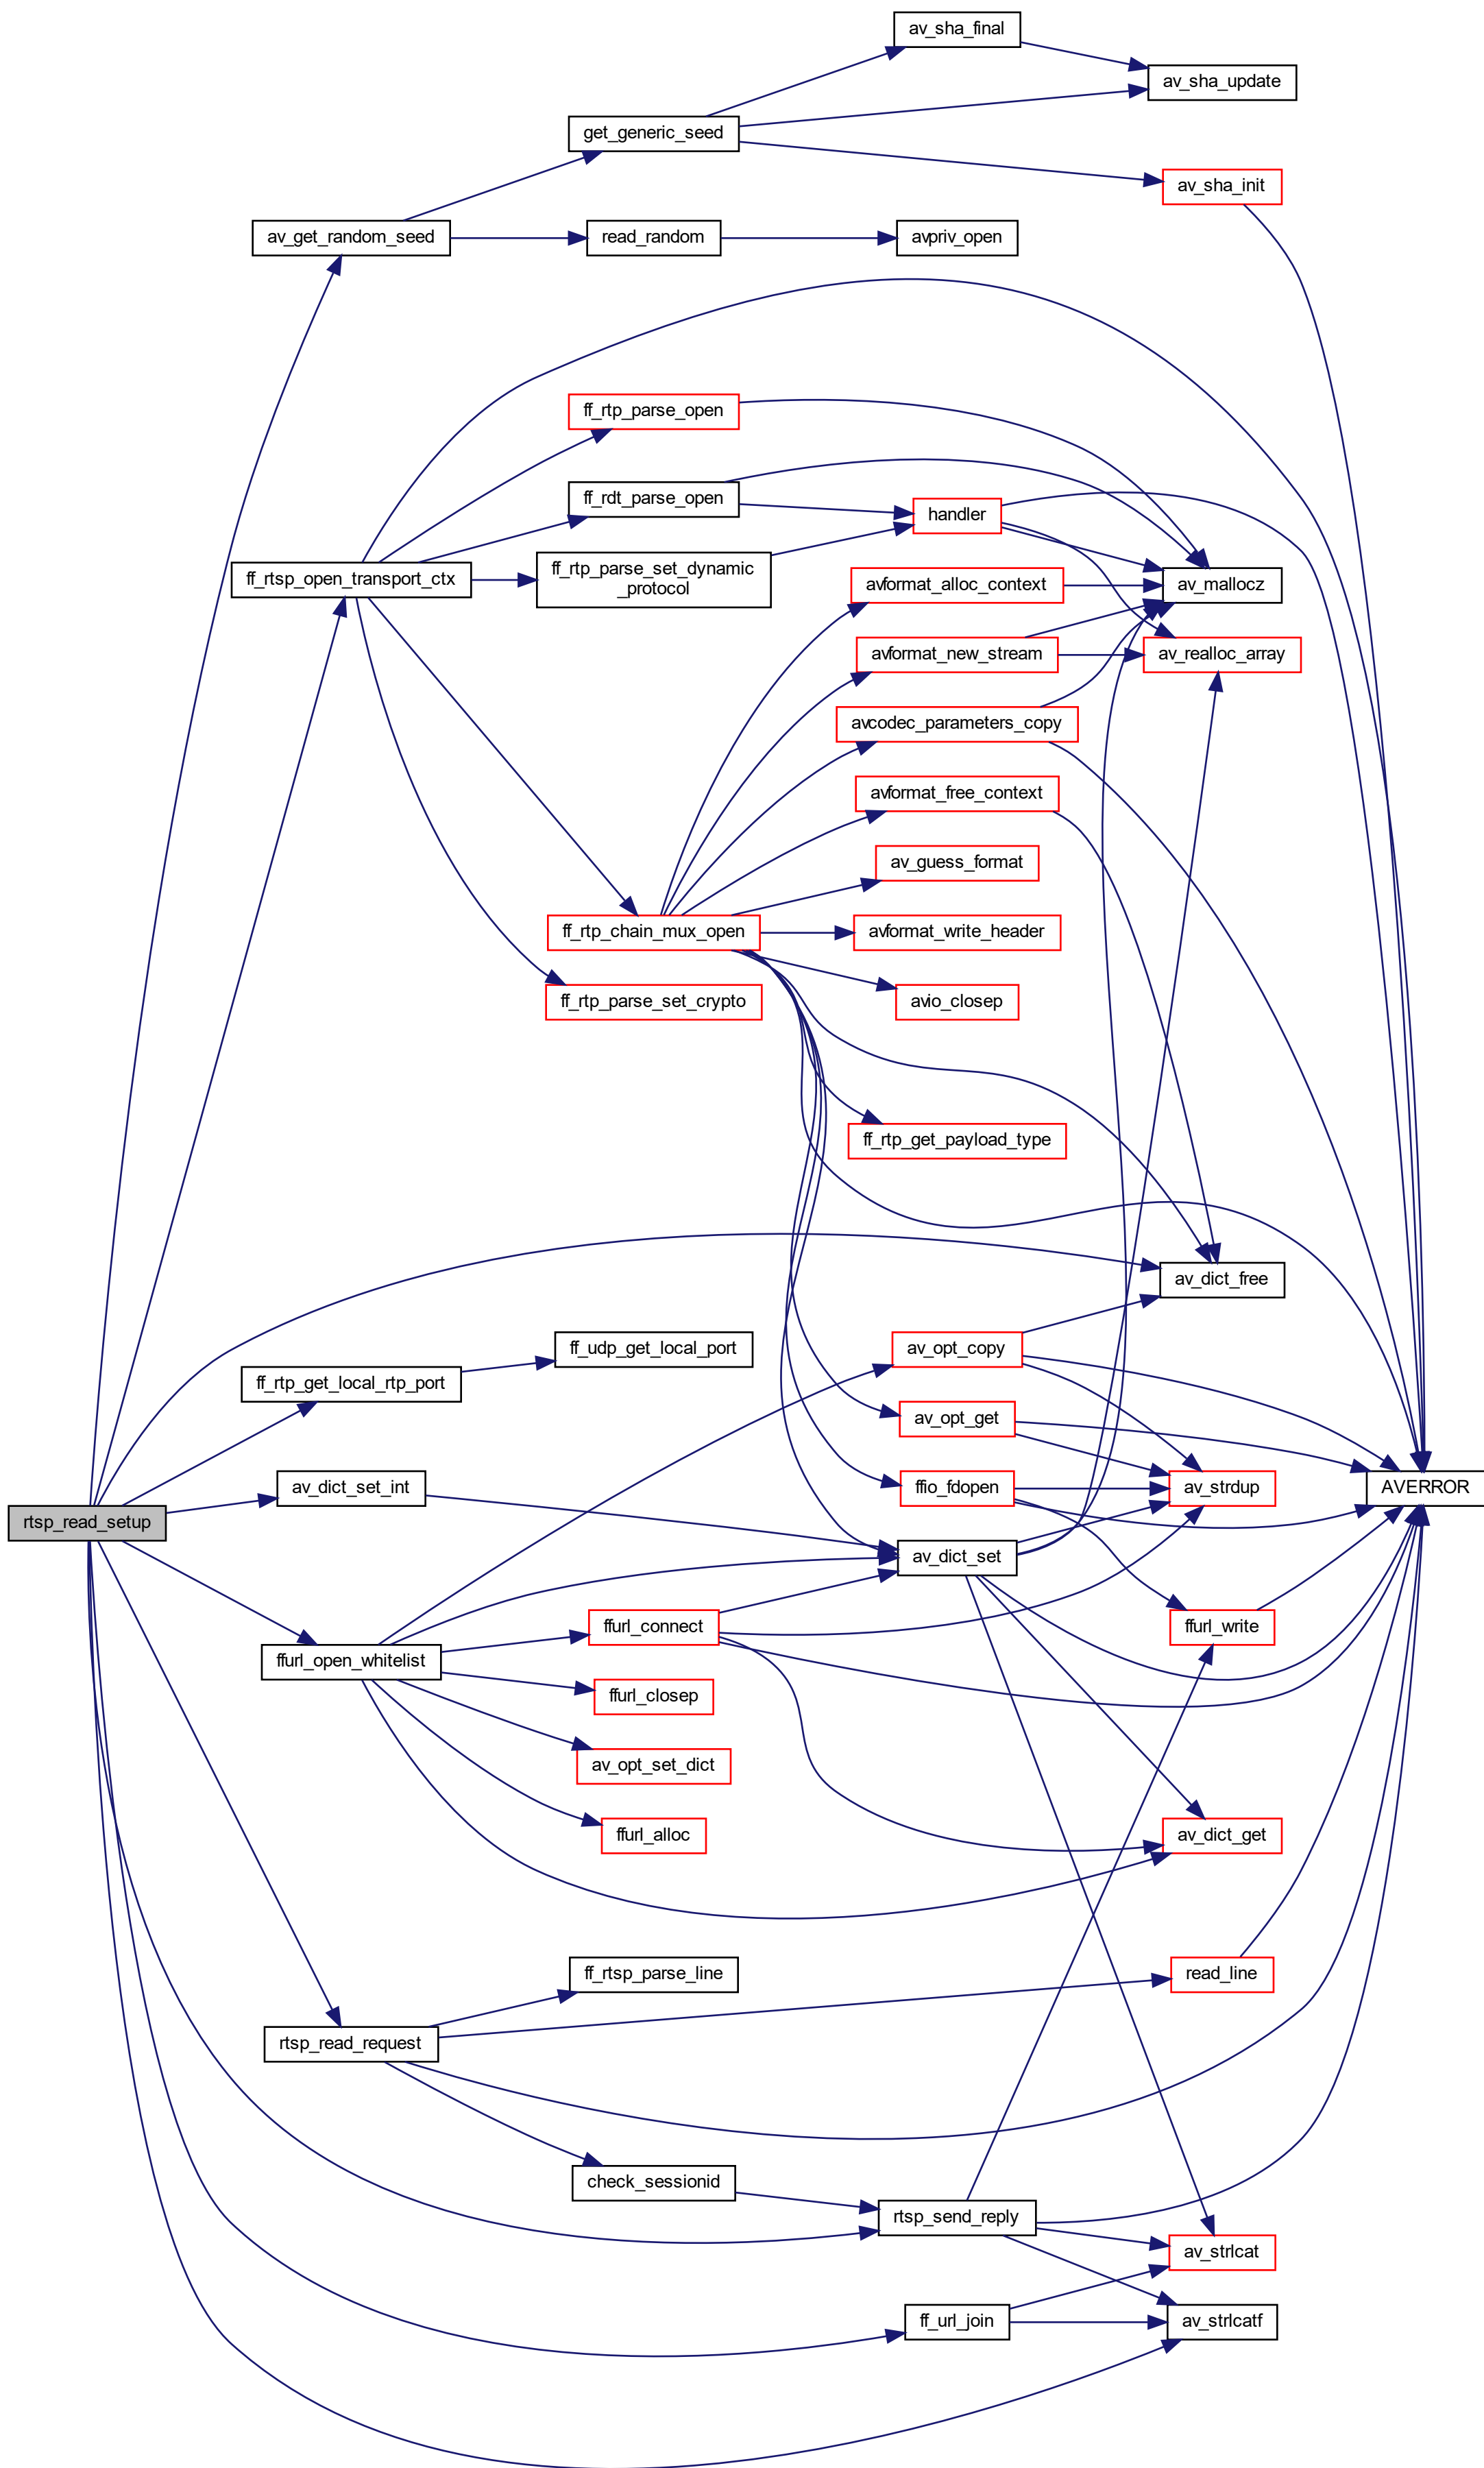 av_sha_final
av_sha_update
get_generic_seed
av_sha_init
av_get_random_seed
read_random
avpriv_open
ff_rtp_parse_open
ff_rdt_parse_open
handler
ff_rtsp_open_transport_ctx
ff_rtp_parse_set_dynamic
_protocol
avformat_alloc_context
av_mallocz
avformat_new_stream
av_realloc_array
avcodec_parameters_copy
avformat_free_context
av_guess_format
ff_rtp_chain_mux_open
avformat_write_header
ff_rtp_parse_set_crypto
avio_closep
ff_rtp_get_payload_type
av_dict_free
ff_udp_get_local_port
av_opt_copy
ff_rtp_get_local_rtp_port
av_opt_get
av_dict_set_int
ffio_fdopen
av_strdup
AVERROR
rtsp_read_setup
av_dict_set
ffurl_connect
ffurl_write
ffurl_open_whitelist
ffurl_closep
av_opt_set_dict
ffurl_alloc
av_dict_get
ff_rtsp_parse_line
read_line
rtsp_read_request
check_sessionid
rtsp_send_reply
av_strlcat
ff_url_join
av_strlcatf